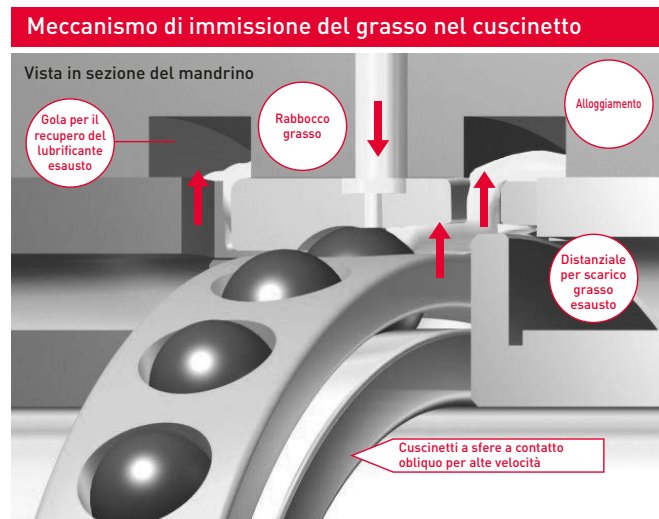 Meccanismo di immissione del grasso nel cuscinetto
Vista in sezione del mandrino
Gola per il
recupero del
lubrificante
esausto
Rabbocco
grasso
Alloggiamento
Distanziale
per scarico
grasso
esausto
Cuscinetti a sfere a contatto
obliquo per alte velocità